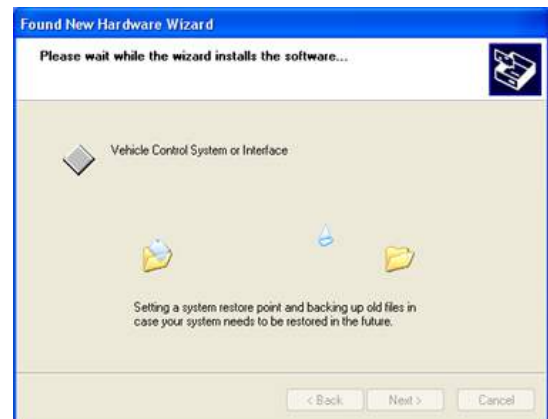 Found New Hardware Wizard
Please wait while the wizard installs the software...
Vehicle Control System or Interface
Setting a system restore point and backing up old files in
case your system needs to be restored in the future.
< Back Next > Cancel